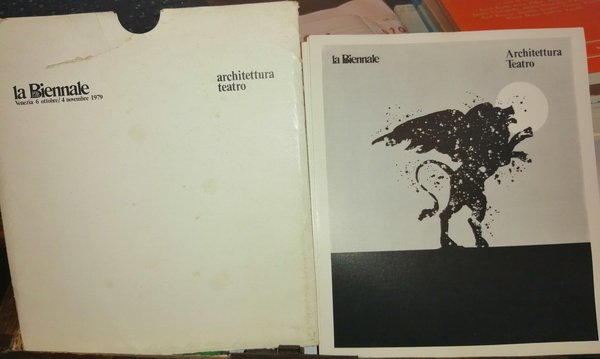 la Biennale
Venezia 6 ottobre/4 novembre 1979
architettura
teatro
la Biennale
Architettura
Teatro